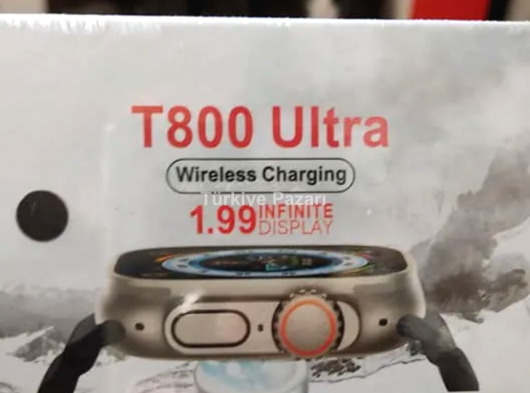 T800 Ultra
Wireless Charging
Türkiye Pazarı
1.99 INFINITE
DISPLAY